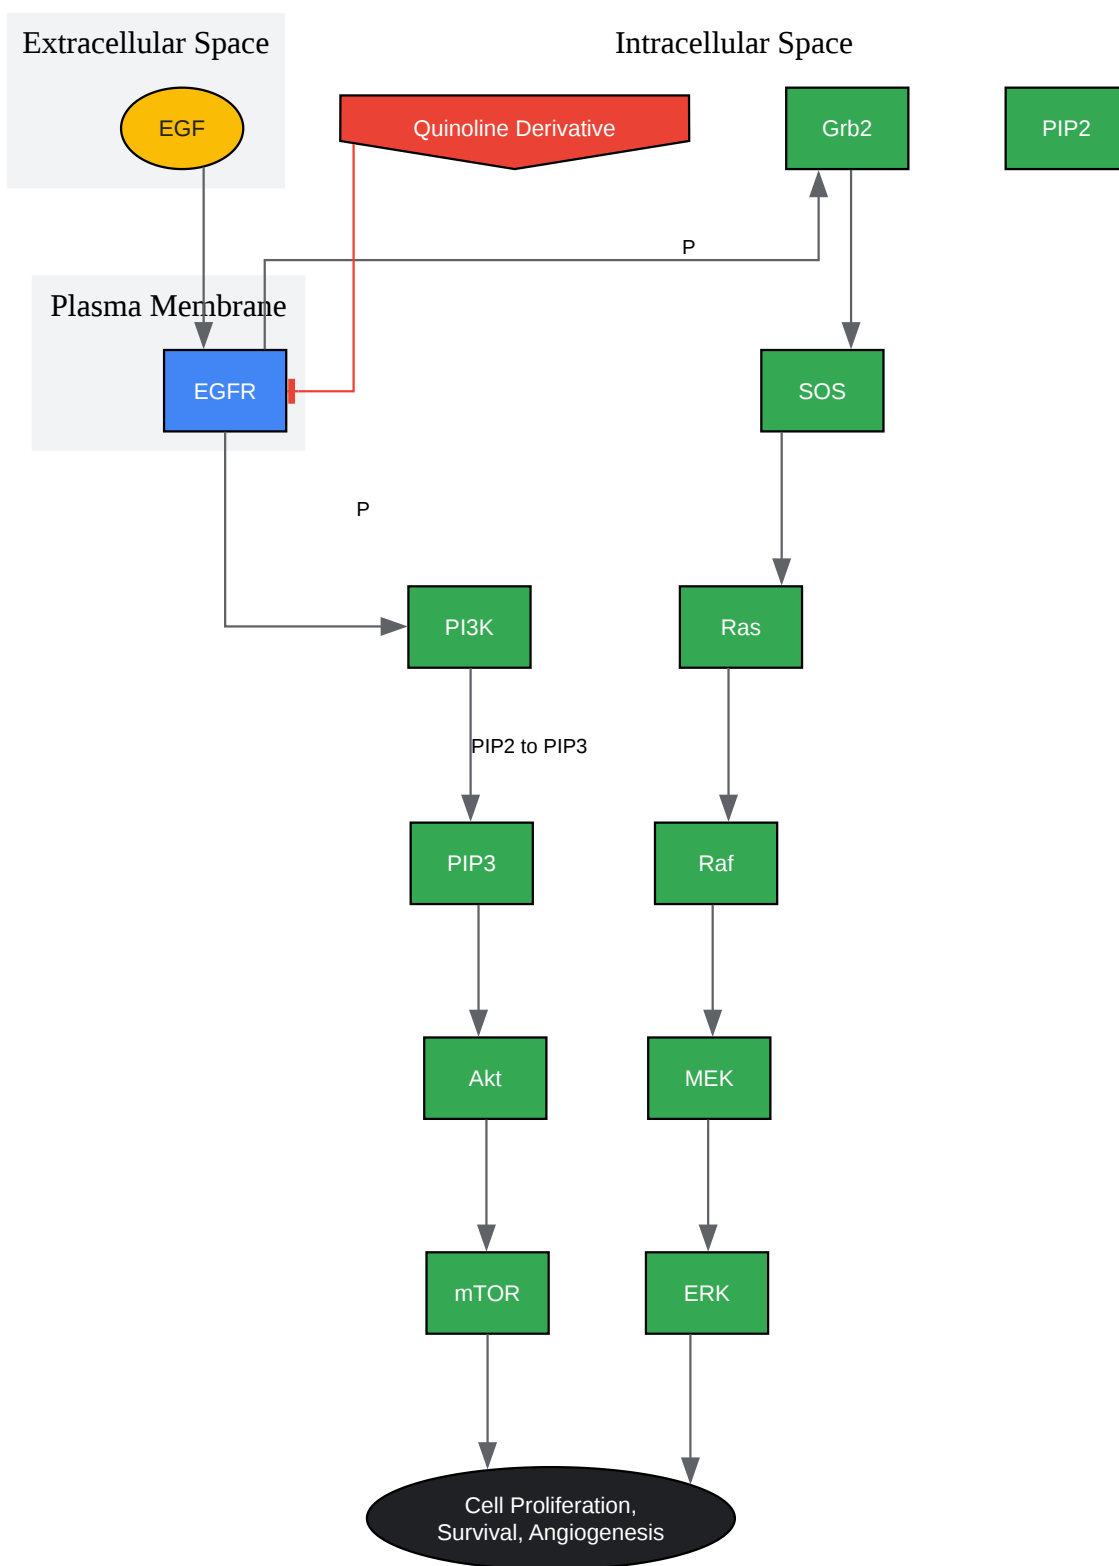 Extracellular Space
Intracellular Space
EGF
Quinoline Derivative
Grb2
PIP2
P
Plasma Membrane
EGFR
SOS
P
PI3K
Ras
PIP2 to PIP3
PIP3
Raf
Akt
MEK
mTOR
ERK
Cell Proliferation,
Survival, Angiogenesis